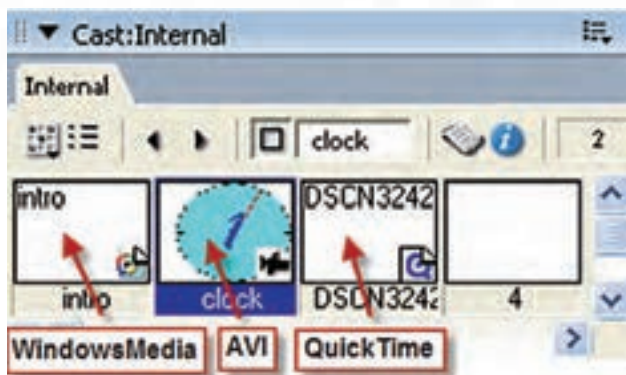 Cast:Internal
Internal
clock
2
intro
DSCN3242
intro
clock
DSCN3242
4
WindowsMedia
AVI
QuickTime